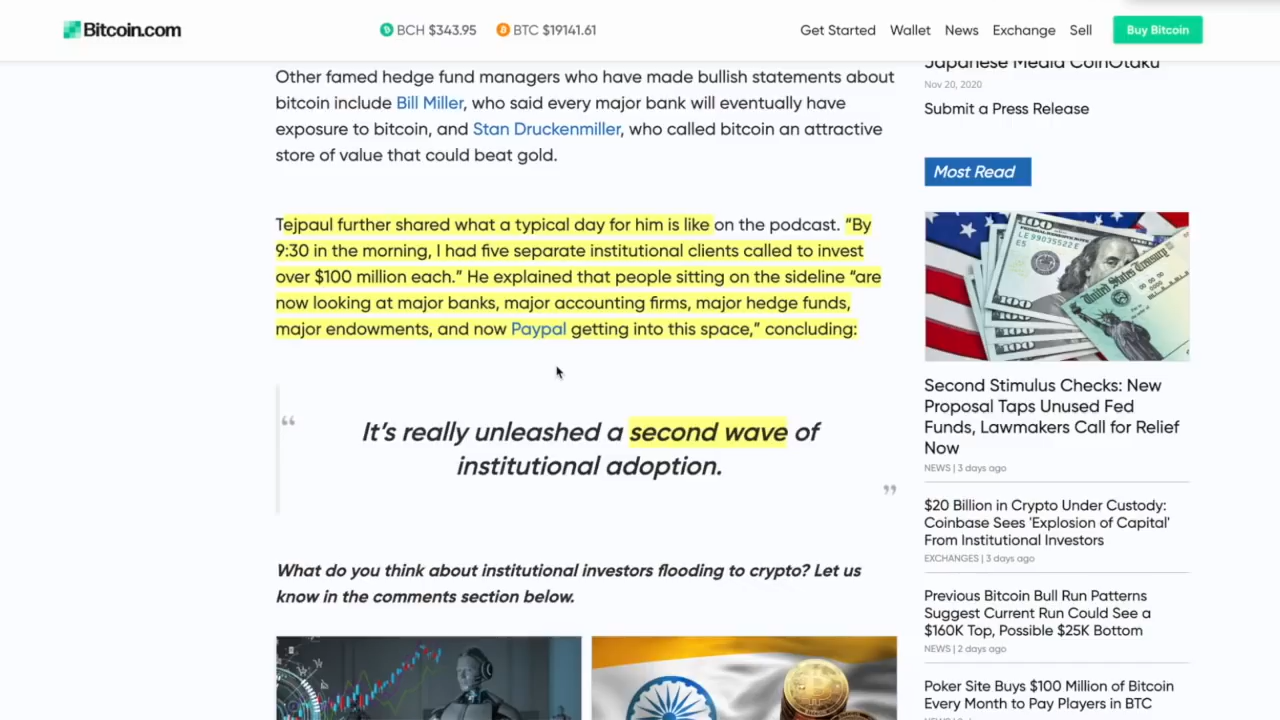 Bitcoin.com
BCH $343.95
BTC $19141.61
Get Started Wallet News Exchange Sell Buy Bitcoin
Other famed hedge fund managers who have made bullish statements about
bitcoin include Bill Miller, who said every major bank will eventually have
exposure to bitcoin, and Stan Druckenmiller, who called bitcoin an attractive
store of value that could beat gold.
Tejpaul further shared what a typical day for him is like on the podcast. “By
9:30 in the morning, I had five separate institutional clients called to invest
over $100 million each.” He explained that people sitting on the sideline “are
now looking at major banks, major accounting firms, major hedge funds,
major endowments, and now Paypal getting into this space,” concluding:
“
It’s really unleashed a second wave of
institutional adoption.
”
What do you think about institutional investors flooding to crypto? Let us
know in the comments section below.
Japanese Media CoinOtaku
Nov 20, 2020
Submit a Press Release
Most Read
100
LE99035522E
E5
100
100
United States Treasury
Second Stimulus Checks: New
Proposal Taps Unused Fed
Funds, Lawmakers Call for Relief
Now
NEWS | 3 days ago
$20 Billion in Crypto Under Custody:
Coinbase Sees 'Explosion of Capital'
From Institutional Investors
EXCHANGES | 3 days ago
Previous Bitcoin Bull Run Patterns
Suggest Current Run Could See a
$160K Top, Possible $25K Bottom
NEWS | 2 days ago
Poker Site Buys $100 Million of Bitcoin
Every Month to Pay Players in BTC